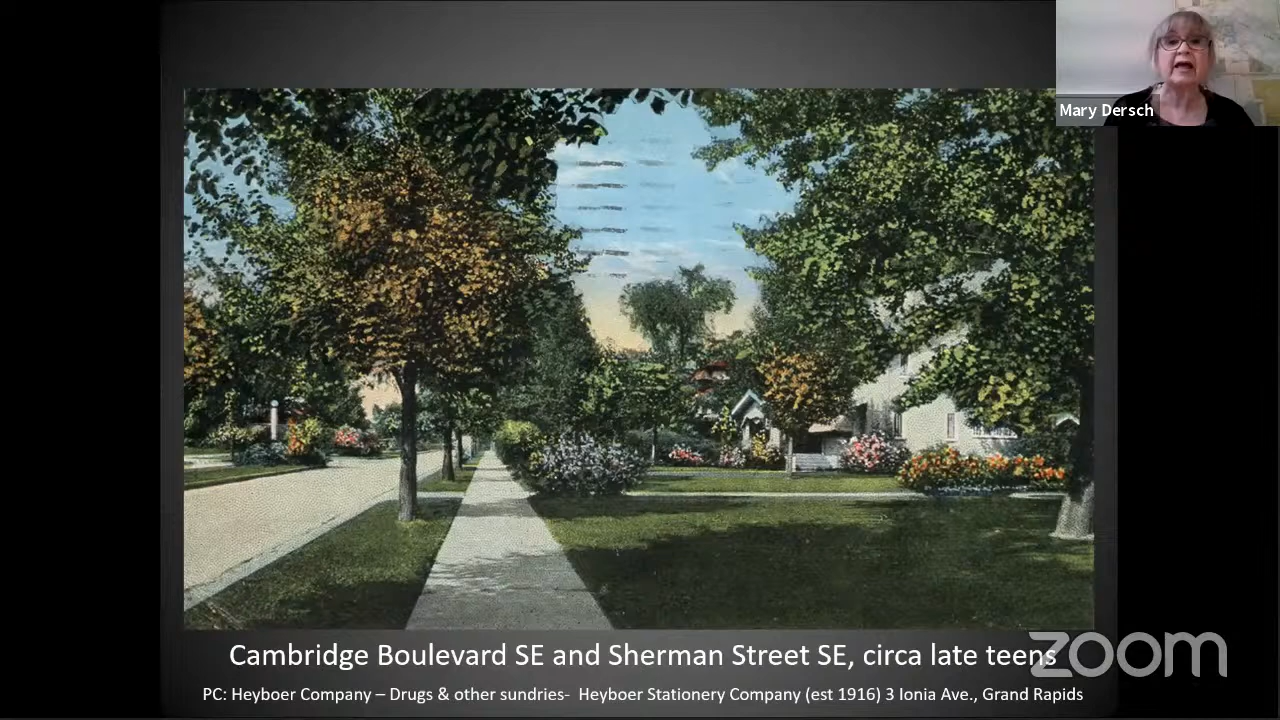 Mary Dersch
Cambridge Boulevard SE and Sherman Street SE, circa late teens
zoom
PC: Heyboer Company – Drugs & other sundries- Heyboer Stationery Company (est 1916) 3 Ionia Ave., Grand Rapids